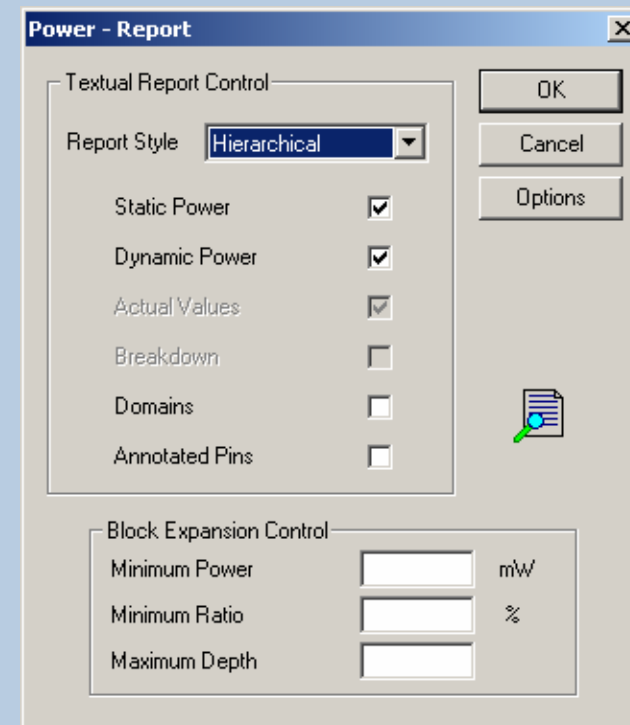 Power - Report
Textual Report Control
Report Style Hierarchical
Static Power
Dynamic Power
Actual Values
Breakdown
Domains
Annotated Pins
OK
Cancel
Options
Block Expansion Control
Minimum Power mW
Minimum Ratio %
Maximum Depth